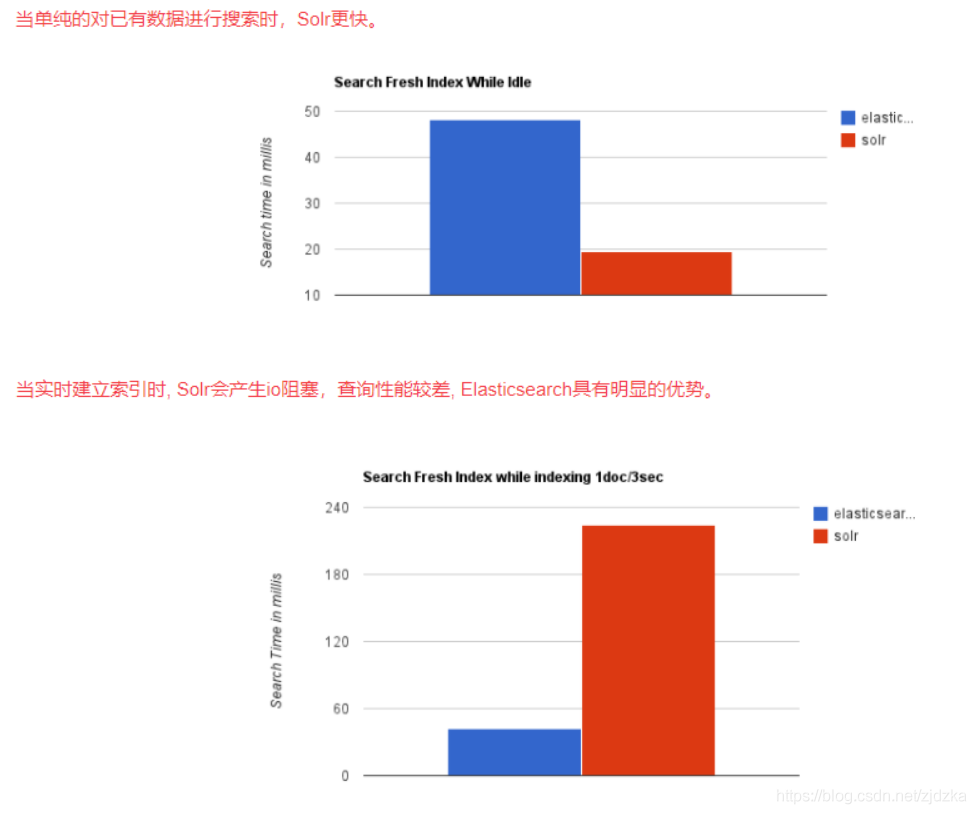 当单纯的对已有数据进行搜索时，Solr更快。
Search Fresh Index While Idle
50
elastic...
solr
40
Search time in millis
30
20
10
当实时建立索引时, Solr会产生io阻塞，查询性能较差, Elasticsearch具有明显的优势。
Search Fresh Index while indexing 1doc/3sec
240
elasticsear...
solr
180
Search Time in millis
120
60
0
https://blog.csdn.net/zjdzka